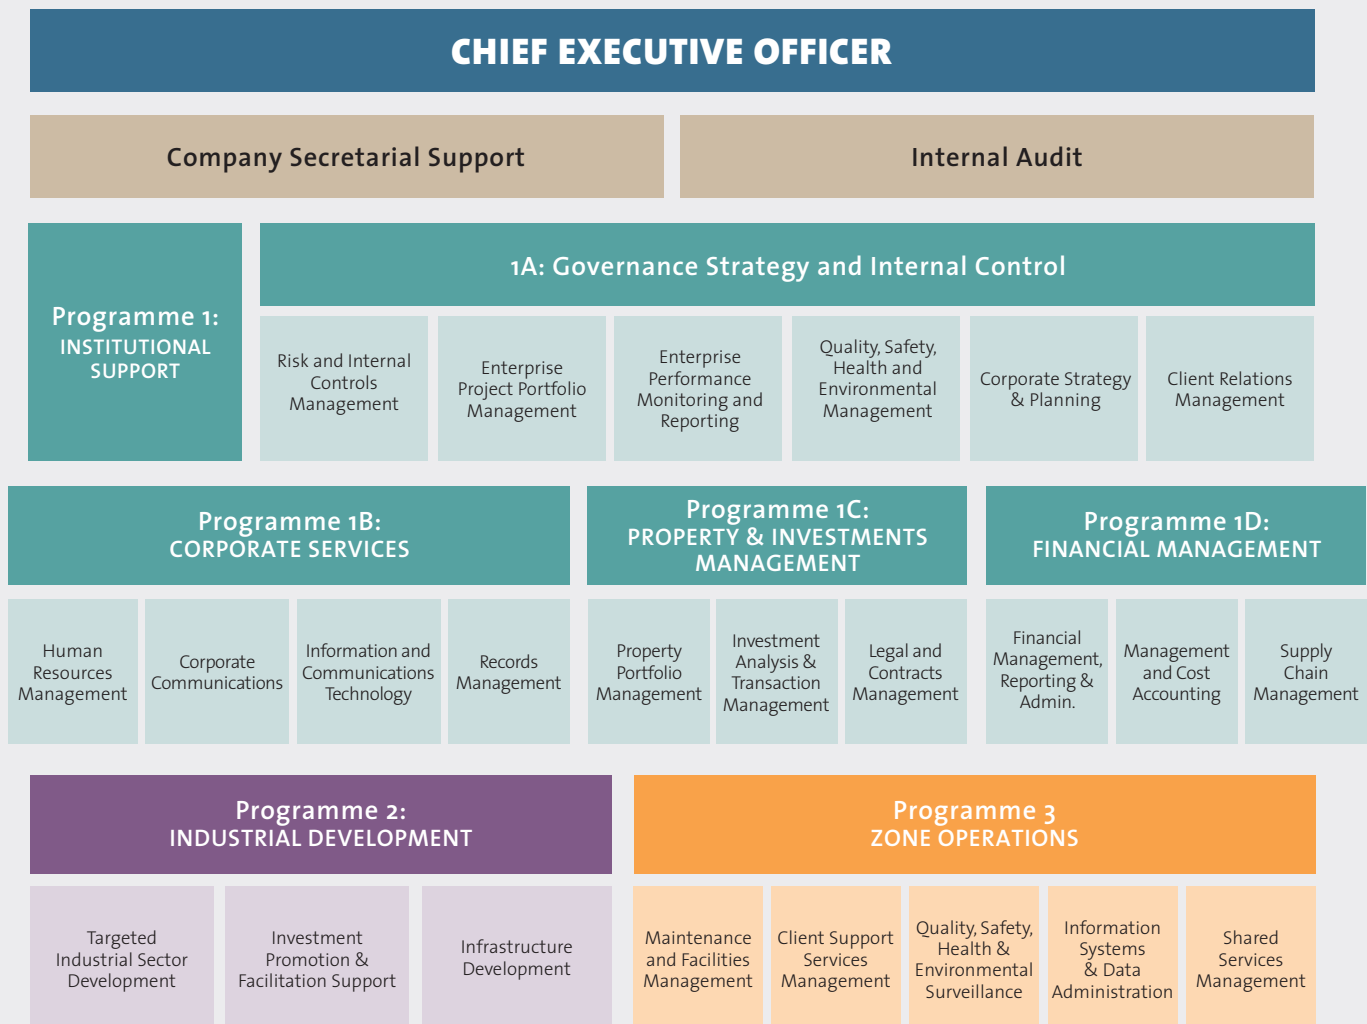 CHIEF EXECUTIVE OFFICER
Company Secretarial Support
Internal Audit
Programme 1:
INSTITUTIONAL
SUPPORT
1A: Governance Strategy and Internal Control
Risk and Internal
Controls
Management
Enterprise
Project Portfolio
Management
Enterprise
Performance
Monitoring and
Reporting
Quality, Safety,
Health and
Environmental
Management
Corporate Strategy
& Planning
Client Relations
Management
Programme 1B:
CORPORATE SERVICES
Programme 1C:
PROPERTY & INVESTMENTS
MANAGEMENT
Programme 1D:
FINANCIAL MANAGEMENT
Human
Resources
Management
Corporate
Communications
Information and
Communications
Technology
Records
Management
Property
Portfolio
Management
Investment
Analysis &
Transaction
Management
Legal and
Contracts
Management
Financial
Management,
Reporting &
Admin.
Management
and Cost
Accounting
Supply
Chain
Management
Programme 2:
INDUSTRIAL DEVELOPMENT
Programme 3
ZONE OPERATIONS
Targeted
Industrial Sector
Development
Investment
Promotion &
Facilitation Support
Infrastructure
Development
Maintenance
and Facilities
Management
Client Support
Services
Management
Quality, Safety,
Health &
Environmental
Surveillance
Information
Systems
& Data
Administration
Shared
Services
Management